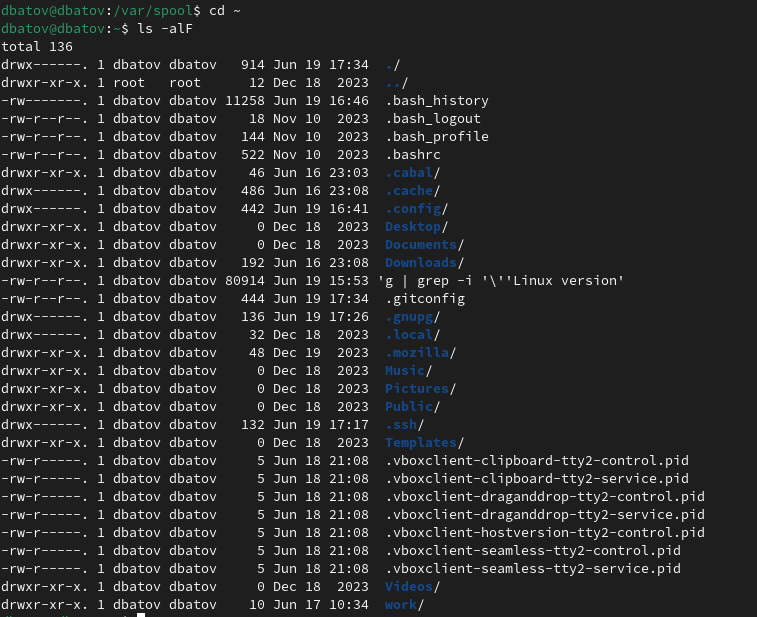 dbatov@dbatov:/var/spool$ cd ~
dbatov@dbatov:~$ ls -alF
total 136
drwx------. 1 dbatov dbatov   914 Jun 19 17:34  ./
drwxr-xr-x. 1 root   root      12 Dec 18  2023  ../
-rw-------. 1 dbatov dbatov 11258 Jun 19 16:46  .bash_history
-rw-r--r--. 1 dbatov dbatov    18 Nov 10  2023  .bash_logout
-rw-r--r--. 1 dbatov dbatov   144 Nov 10  2023  .bash_profile
-rw-r--r--. 1 dbatov dbatov   522 Nov 10  2023  .bashrc
drwxr-xr-x. 1 dbatov dbatov    46 Jun 16 23:03  .cabal/
drwx------. 1 dbatov dbatov   486 Jun 16 23:08  .cache/
drwx------. 1 dbatov dbatov   442 Jun 19 16:41  .config/
drwxr-xr-x. 1 dbatov dbatov     0 Dec 18  2023  Desktop/
drwxr-xr-x. 1 dbatov dbatov     0 Dec 18  2023  Documents/
drwxr-xr-x. 1 dbatov dbatov   192 Jun 16 23:08  Downloads/
-rw-r--r--. 1 dbatov dbatov 80914 Jun 19 15:53 'g | grep -i '\''Linux version'
-rw-r--r--. 1 dbatov dbatov   444 Jun 19 17:34  .gitconfig
drwx------. 1 dbatov dbatov   136 Jun 19 17:26  .gnupg/
drwx------. 1 dbatov dbatov    32 Dec 18  2023  .local/
drwxr-xr-x. 1 dbatov dbatov    48 Dec 19  2023  .mozilla/
drwxr-xr-x. 1 dbatov dbatov     0 Dec 18  2023  Music/
drwxr-xr-x. 1 dbatov dbatov     0 Dec 18  2023  Pictures/
drwxr-xr-x. 1 dbatov dbatov     0 Dec 18  2023  Public/
drwx------. 1 dbatov dbatov   132 Jun 19 17:17  .ssh/
drwxr-xr-x. 1 dbatov dbatov     0 Dec 18  2023  Templates/
-rw-r-----. 1 dbatov dbatov     5 Jun 18 21:08  .vboxclient-clipboard-tty2-control.pid
-rw-r-----. 1 dbatov dbatov     5 Jun 18 21:08  .vboxclient-clipboard-tty2-service.pid
-rw-r-----. 1 dbatov dbatov     5 Jun 18 21:08  .vboxclient-draganddrop-tty2-control.pid
-rw-r-----. 1 dbatov dbatov     5 Jun 18 21:08  .vboxclient-draganddrop-tty2-service.pid
-rw-r-----. 1 dbatov dbatov     5 Jun 18 21:08  .vboxclient-hostversion-tty2-control.pid
-rw-r-----. 1 dbatov dbatov     5 Jun 18 21:08  .vboxclient-seamless-tty2-control.pid
-rw-r-----. 1 dbatov dbatov     5 Jun 18 21:08  .vboxclient-seamless-tty2-service.pid
drwxr-xr-x. 1 dbatov dbatov     0 Dec 18  2023  Videos/
drwxr-xr-x. 1 dbatov dbatov    10 Jun 17 10:34  work/